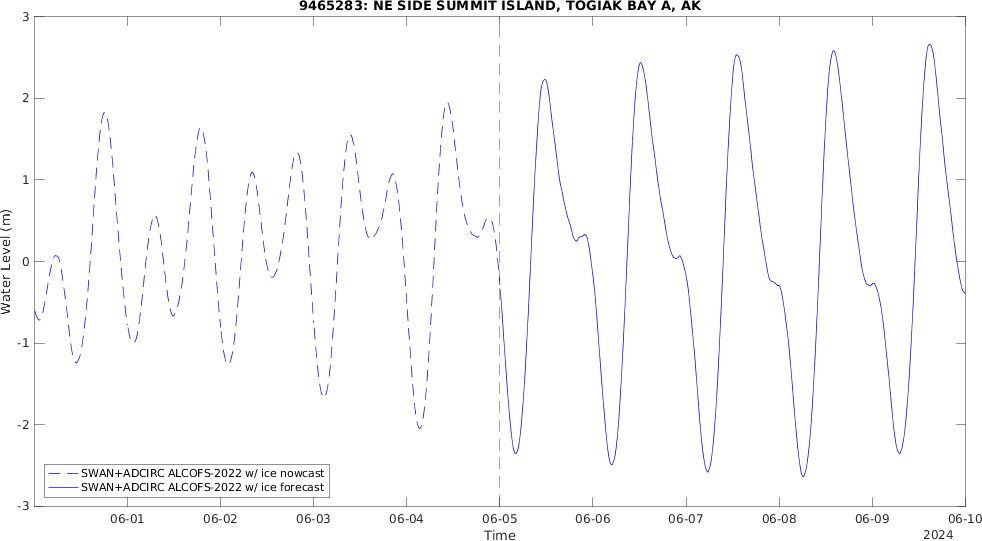 9465283: NE SIDE SUMMIT ISLAND, TOGIAK BAY A, AK
3
2
1
0
-1
-2
-3
Water Level (m)
SWAN+ADCIRC ALCOFS-2022 w/ ice nowcast
SWAN+ADCIRC ALCOFS-2022 w/ ice forecast
06-01 06-02 06-03 06-04 06-05 06-06 06-07 06-08 06-09 06-10
Time
2024